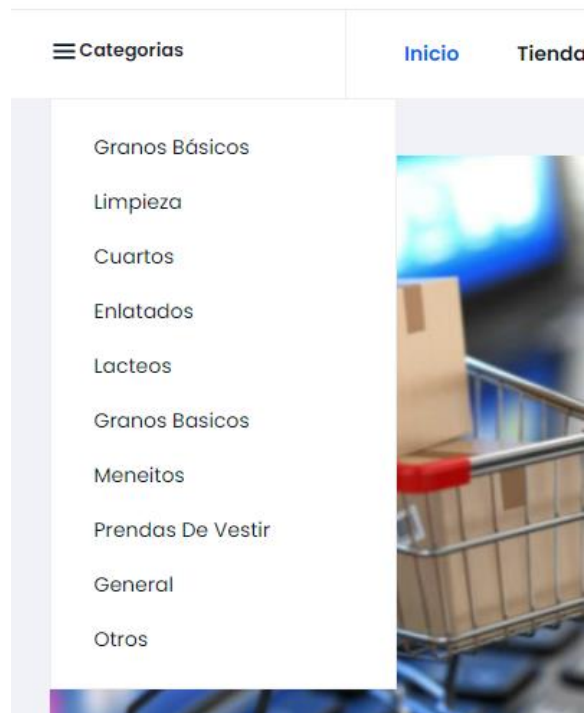 Categorias
Inicio Tienda
Granos Básicos
Limpieza
Cuartos
Enlatados
Lacteos
Granos Basicos
Meneitos
Prendas De Vestir
General
Otros